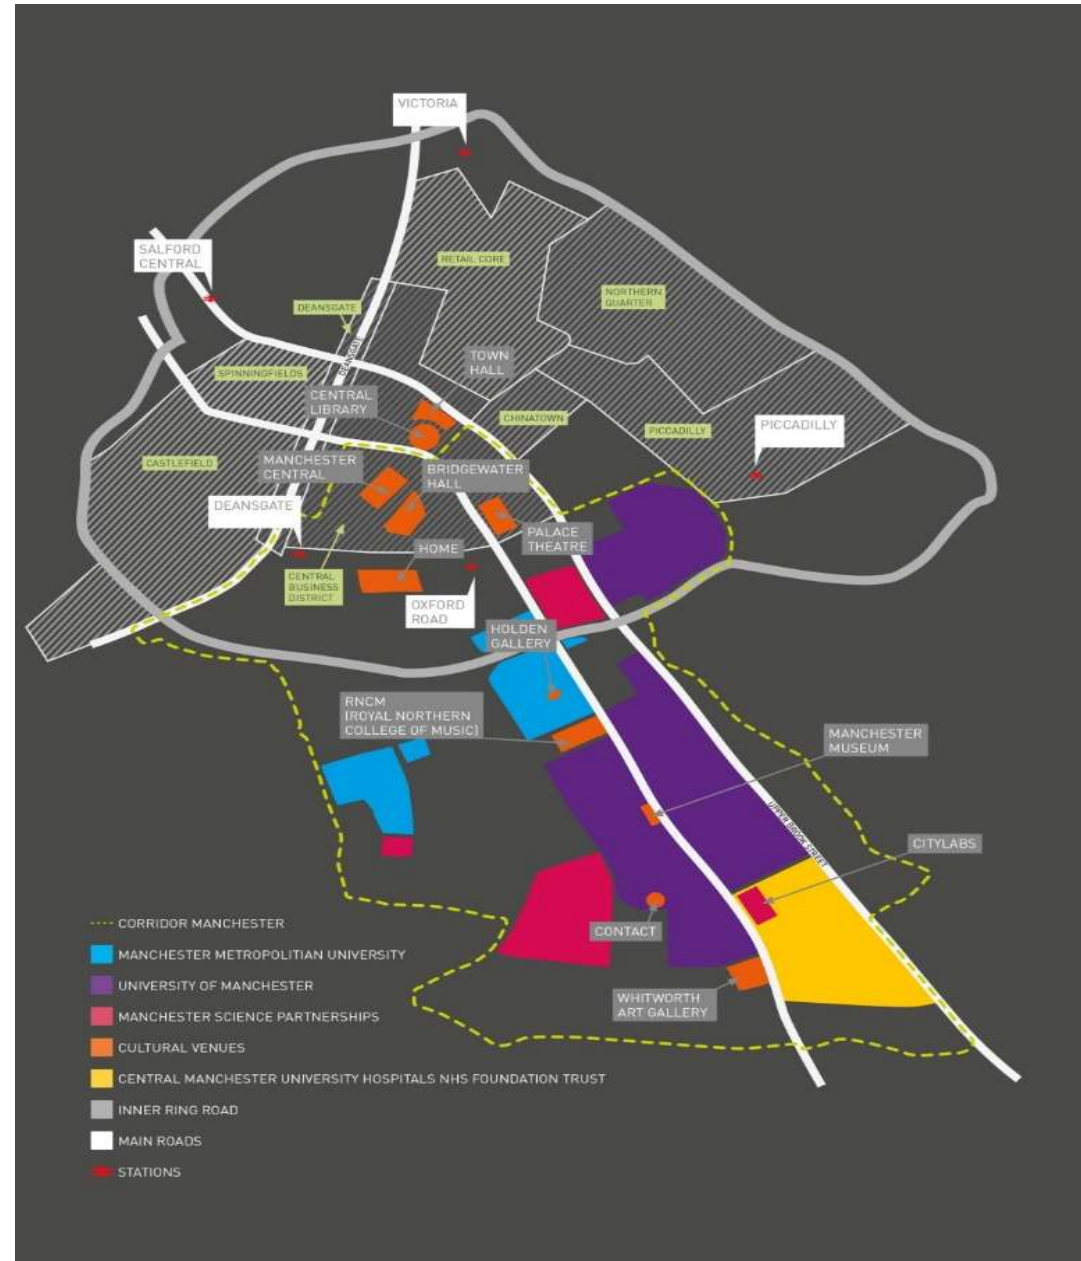 VICTORIA
SALFORD
CENTRAL
RETAIL CORE
NORTHERN
QUARTER
DEANSGATE
DEANSGATE
TOWN
HALL
SPINNINGFIELDS
CENTRAL
LIBRARY
CHINATOWN
PICCADILLY
PICCADILLY
CASTLEFIELD
MANCHESTER
CENTRAL
BRIDGEWATER
HALL
DEANSGATE
PALACE
THEATRE
HOME
CENTRAL
BUSINESS
DISTRICT
OXFORD
ROAD
HOLDEN
GALLERY
RNCM
(ROYAL NORTHERN
COLLEGE OF MUSIC)
MANCHESTER
MUSEUM
UPPER BROOK STREET
CITYLABS
CONTACT
WHITWORTH
ART GALLERY
CORRIDOR MANCHESTER
MANCHESTER METROPOLITIAN UNIVERSITY
UNIVERSITY OF MANCHESTER
MANCHESTER SCIENCE PARTNERSHIPS
CULTURAL VENUES
CENTRAL MANCHESTER UNIVERSITY HOSPITALS NHS FOUNDATION TRUST
INNER RING ROAD
MAIN ROADS
STATIONS